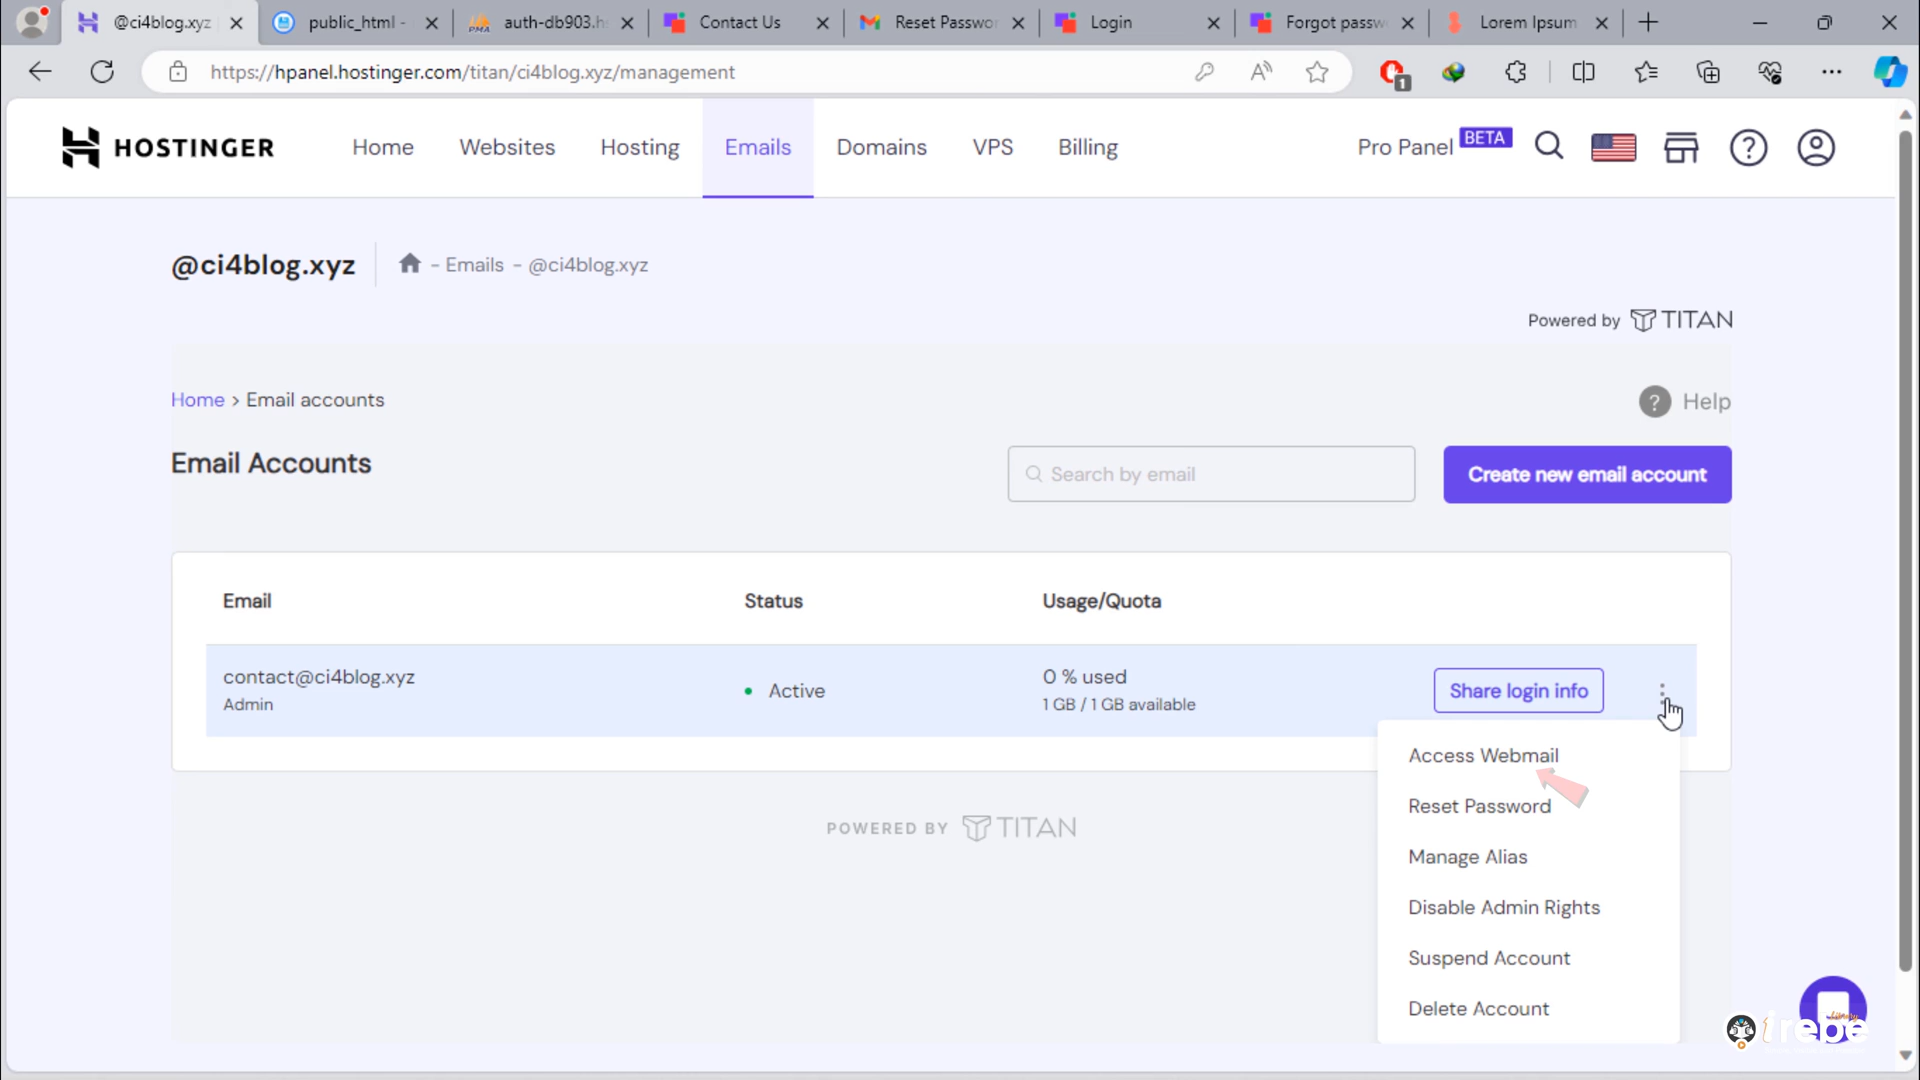 @ci4blog.xyz
public_html -
PMA
auth-db903.h
Contact Us
Reset Passwor
Login
Forgot passw
Lorem Ipsum
https://hpanel.hostinger.com/titan/ci4blog.xyz/management
1
HOSTINGER
Home
Websites
Hosting
Emails
Domains
VPS
Billing
Pro Panel BETA
@ci4blog.xyz
- Emails - @ci4blog.xyz
Powered by TITAN
Home > Email accounts
? Help
Email Accounts
Search by email
Create new email account
Email
Status
Usage/Quota
contact@ci4blog.xyz
Admin
Active
0 % used
1 GB / 1 GB available
Share login info
Access Webmail
Reset Password
Manage Alias
Disable Admin Rights
Suspend Account
Delete Account
POWERED BY TITAN
irebe